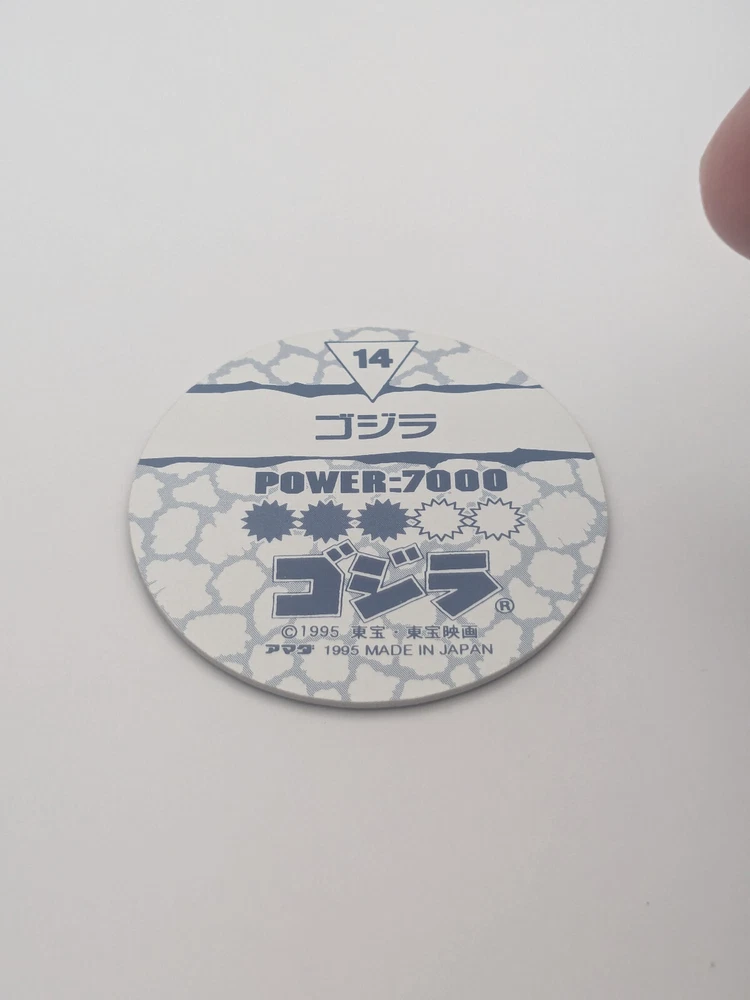 14
ゴジラ
POWER=7000
ゴジラ®
©1995 東宝・東宝映画
アマダ 1995 MADE IN JAPAN